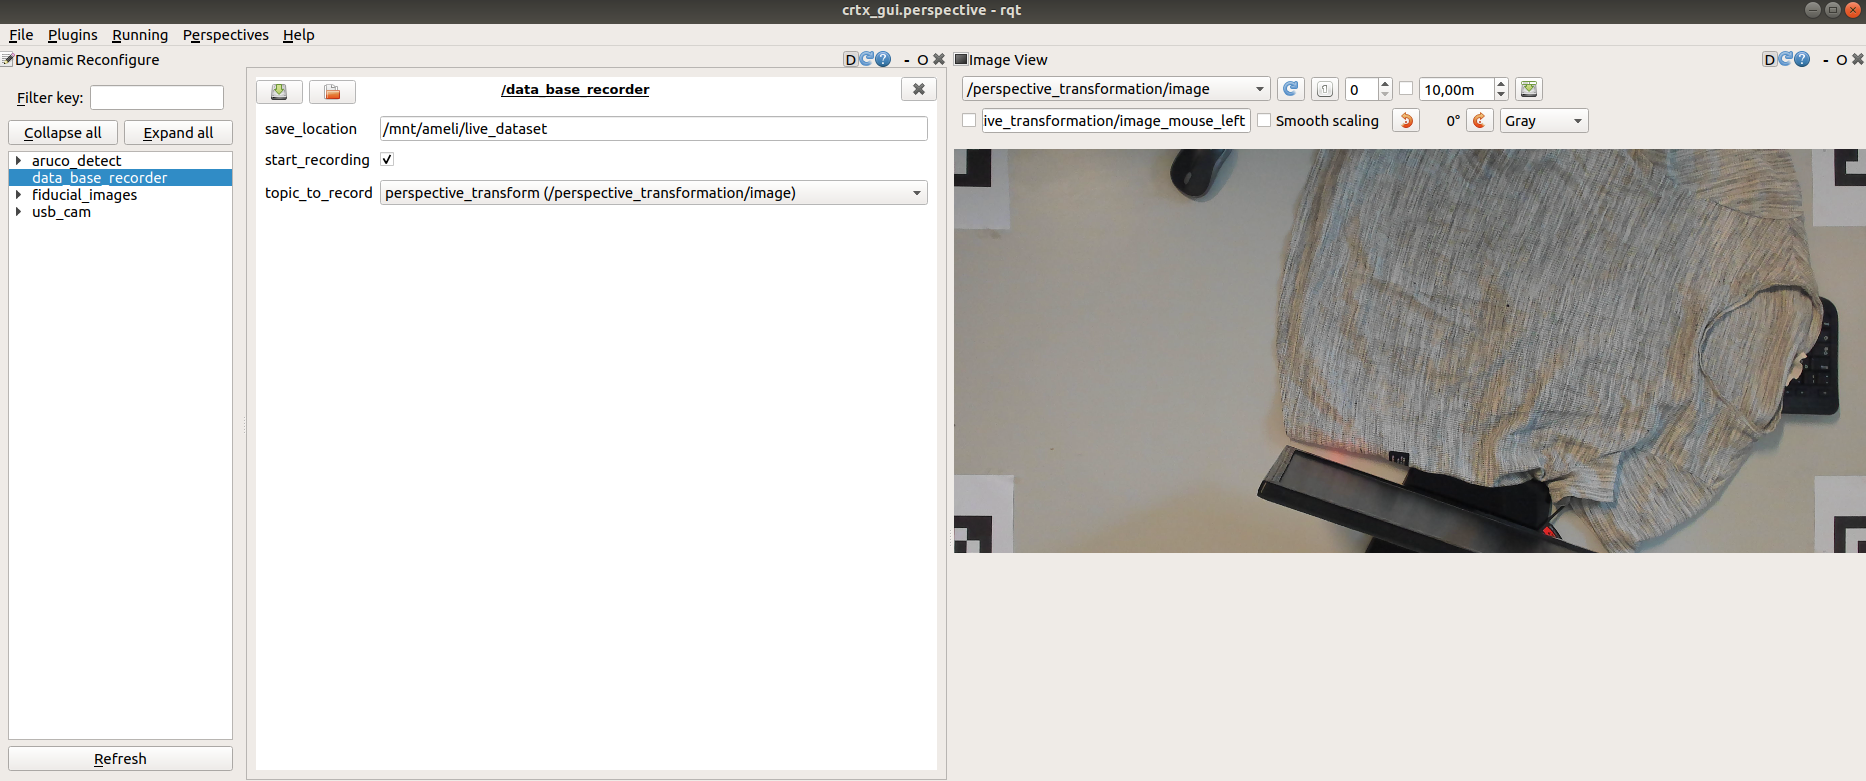 crtx_gui.perspective - rqt
File Plugins Running Perspectives Help
Dynamic Reconfigure
D - O
Filter key:
Collapse all Expand all
aruco_detect
data_base_recorder
fiducial_images
usb_cam
Refresh
/data_base_recorder
save_location /mnt/ameli/live_dataset
start_recording
topic_to_record perspective_transform (/perspective_transformation/image)
Image View
D - O
/perspective_transformation/image 0 10,00m
ive_transformation/image_mouse_left Smooth scaling 0° Gray